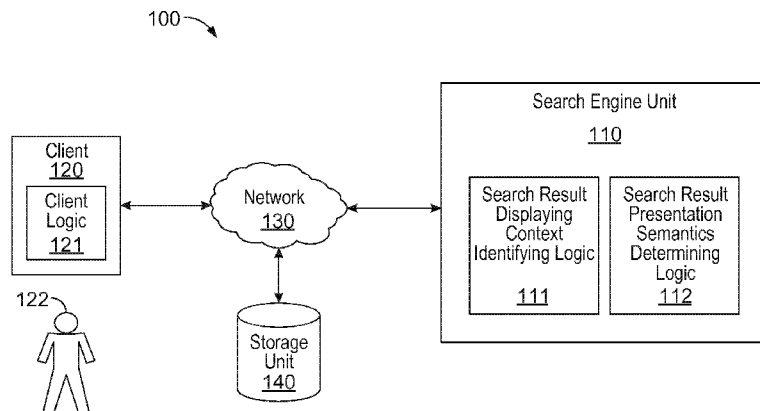 100
Search Engine Unit
110
Client
120
Client
Logic
121
Network
130
Search Result
Displaying
Context
Identifying Logic
111
Search Result
Presentation
Semantics
Determining
Logic
112
122
Storage
Unit
140